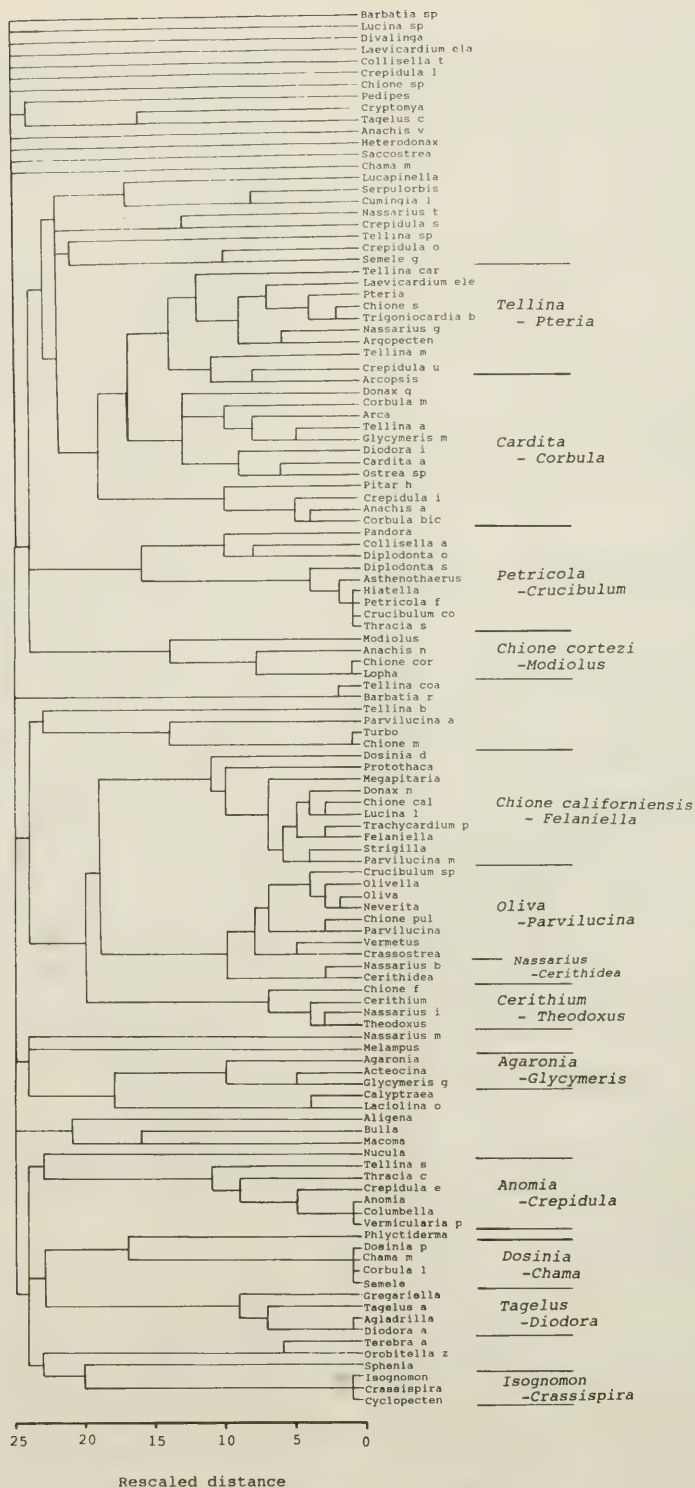 Barbatia sp
Lucina sp
Divalinga
Laevicardium ela
Collisella t
Crepidula l
Chione sp
Pedipes
Cryptomya
Tagelus c
Anachis v
Heterodonax
Saccostrea
Chama m
Lucapinella
Serpulorbis
Cumingia l
Nassarius t
Crepidula s
Tellina sp
Crepidula o
Semele g
Tellina car
Laevicardium ele
Pteria
Chione s
Trigoniocardia b
Nassarius g
Argopecten
Tellina m
Crepidula u
Arcopsis
Tellina
- Pteria
Donax g
Corbula m
Arca
Tellina a
Glycymeris m
Diodora i
Cardita a
Ostrea sp
Pitar h
Crepidula i
Anachis a
Corbula bic
Cardita
- Corbula
Pandora
Collisella a
Diplodonta o
Diplodonta s
Asthenothaerus
Hiatella
Petricola f
Crucibulum co
Thracia s
Petricola
-Crucibulum
Modiolus
Anachis n
Chione cor
Lopha
Chione cortezi
-Modiolus
Tellina coa
Barbatia r
Tellina b
Parvilucina a
Turbo
Chione m
Dosinia d
Protothaca
Megapitaria
Donax n
Chione cal
Lucina l
Trachycardium p
Felaniella
Strigilla
Parvilucina m
Chione californiensis
- Felaniella
Crucibulum sp
Olivella
Oliva
Neverita
Chione pul
Parvilucina
Vermetus
Crassostrea
Oliva
-Parvilucina
Nassarius b
Cerithidea
Nassarius
-Cerithidea
Chione f
Cerithium
Nassarius i
Theodoxus
Cerithium
- Theodoxus
Nassarius m
Melampus
Agaronia
Acteocina
Glycymeris g
Agaronia
-Glycymeris
Calyptraea
Laciolina o
Aligena
Bulla
Macoma
Nucula
Tellina s
Thracia c
Crepidula e
Anomia
Columbella
Vermicularia p
Anomia
-Crepidula
Phlyctiderma
Dosinia p
Chama m
Corbula l
Semele
Dosinia
-Chama
Gregariella
Tagelus a
Agladrilla
Diodora a
Tagelus
-Diodora
Terebra a
Orobitella z
Sphenia
Isognomon
Crassispira
Cyclopecten
Isognomon
-Crassispira
25 20 15 10 5 0
Rescaled distance